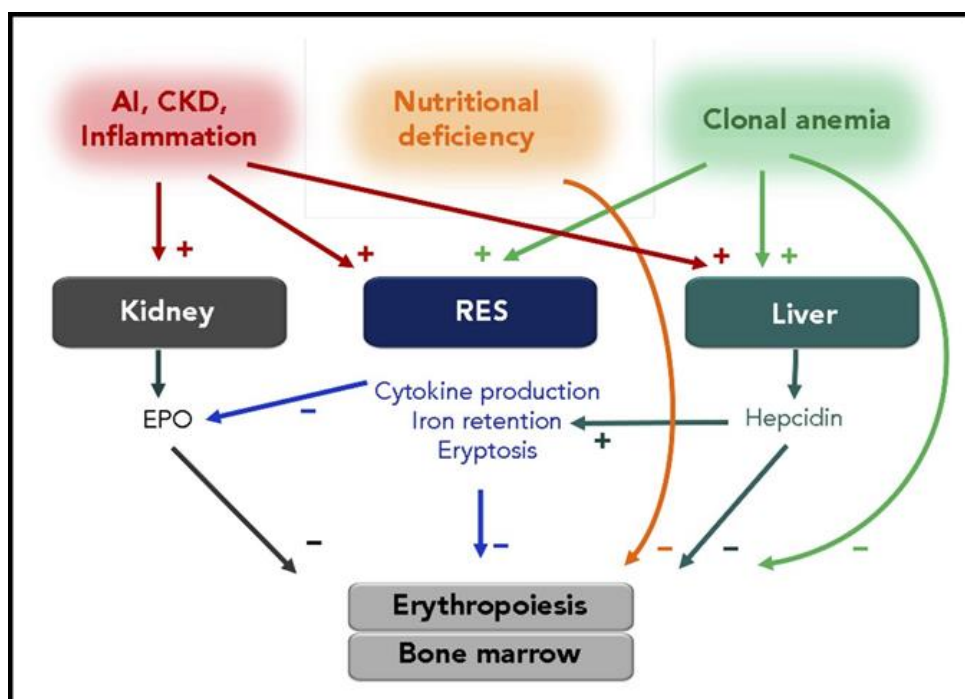 AI, CKD,
Inflammation
Nutritional
deficiency
Clonal anemia
+
+
+
+
+
Kidney
RES
Liver
EPO
–
Cytokine production
Iron retention
Eryptosis
+
Hepcidin
–
–
–
–
–
Erythropoiesis
Bone marrow